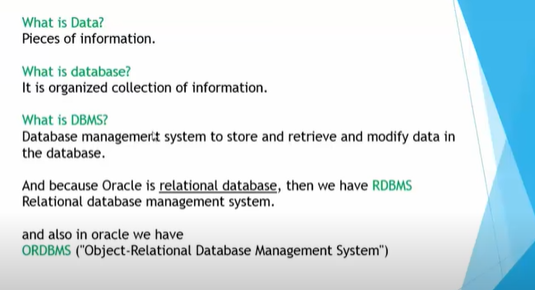 What is Data?
Pieces of information.
What is database?
It is organized collection of information.
What is DBMS?
Database management system to store and retrieve and modify data in
the database.
And because Oracle is relational database, then we have RDBMS
Relational database management system.
and also in oracle we have
ORDBMS ("Object-Relational Database Management System")